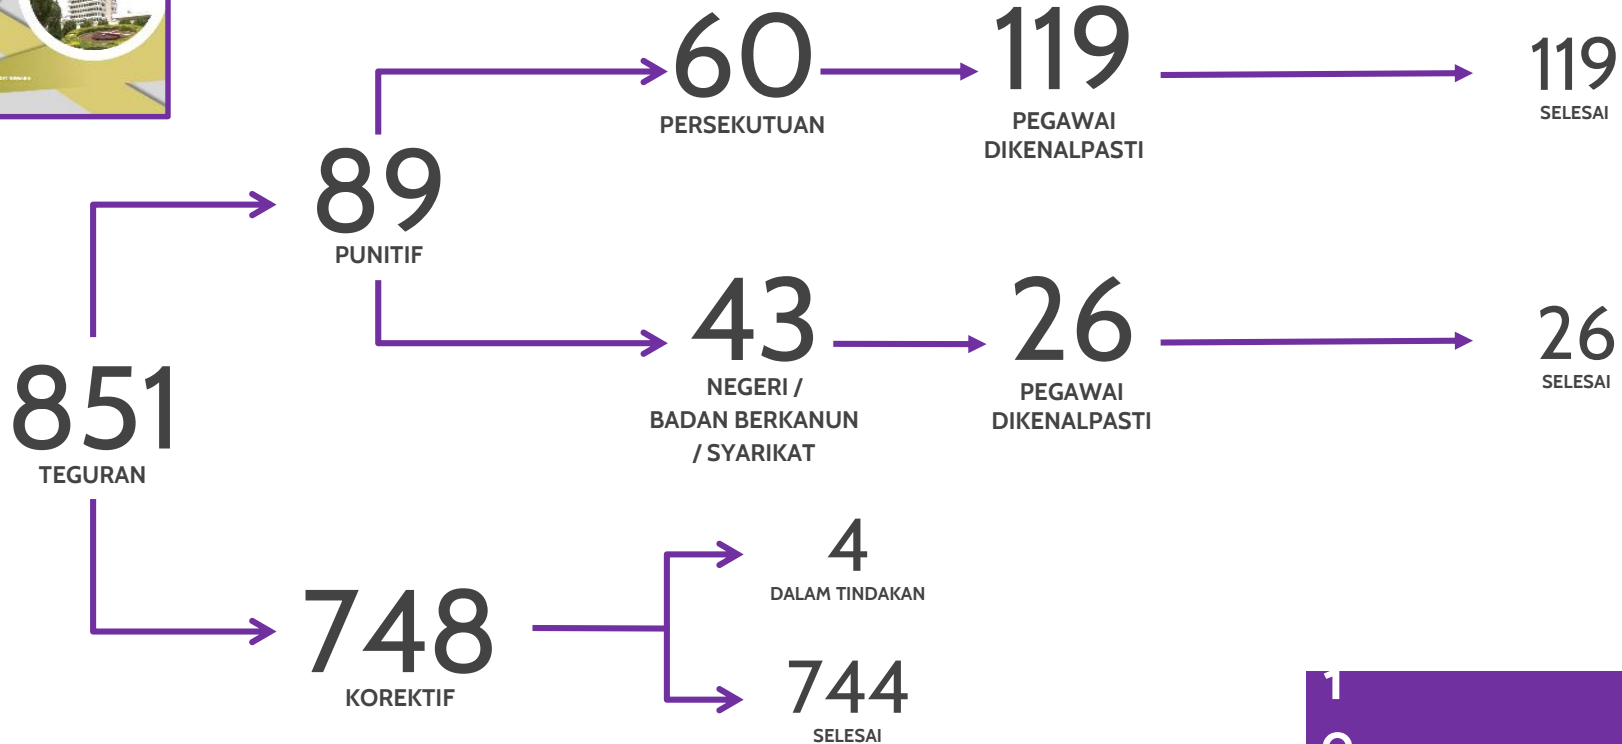 60
PERSEKUTUAN
119
PEGAWAI
DIKENALPASTI
119
SELESAI
89
PUNITIF
43
NEGERI /
BADAN BERKANUN
/ SYARIKAT
26
PEGAWAI
DIKENALPASTI
26
SELESAI
851
TEGURAN
748
KOREKTIF
4
DALAM TINDAKAN
744
SELESAI
1